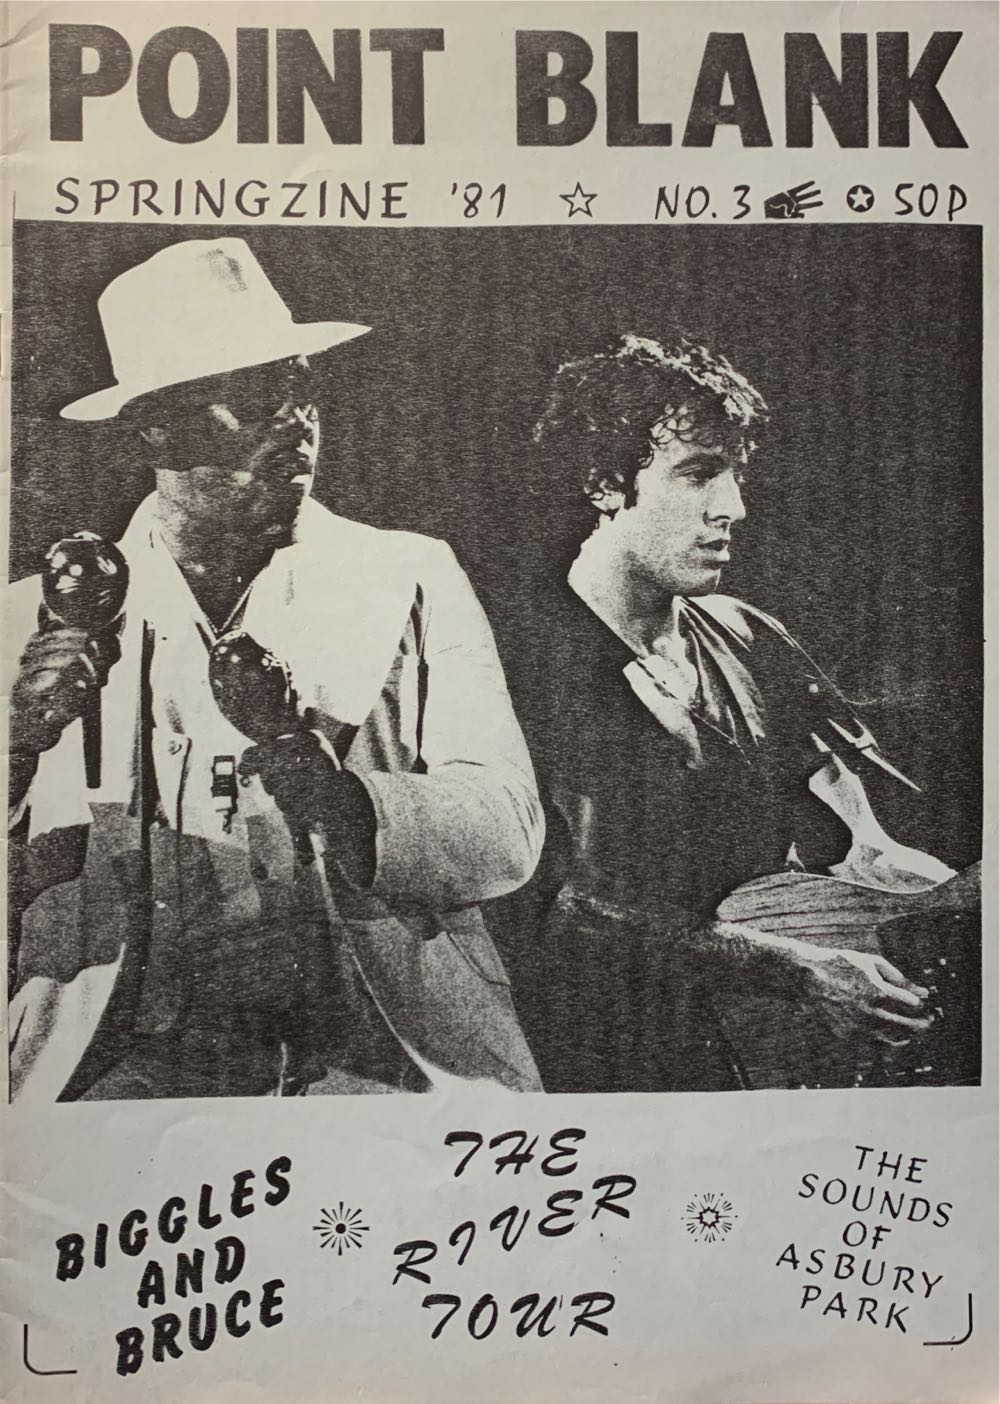 POINT BLANK
SPRINGZINE '81 ☆ NO. 3 ✪ 50P
BIGGLES
AND
BRUCE
THE
RIVER
TOUR
THE
SOUNDS
OF
ASBURY
PARK